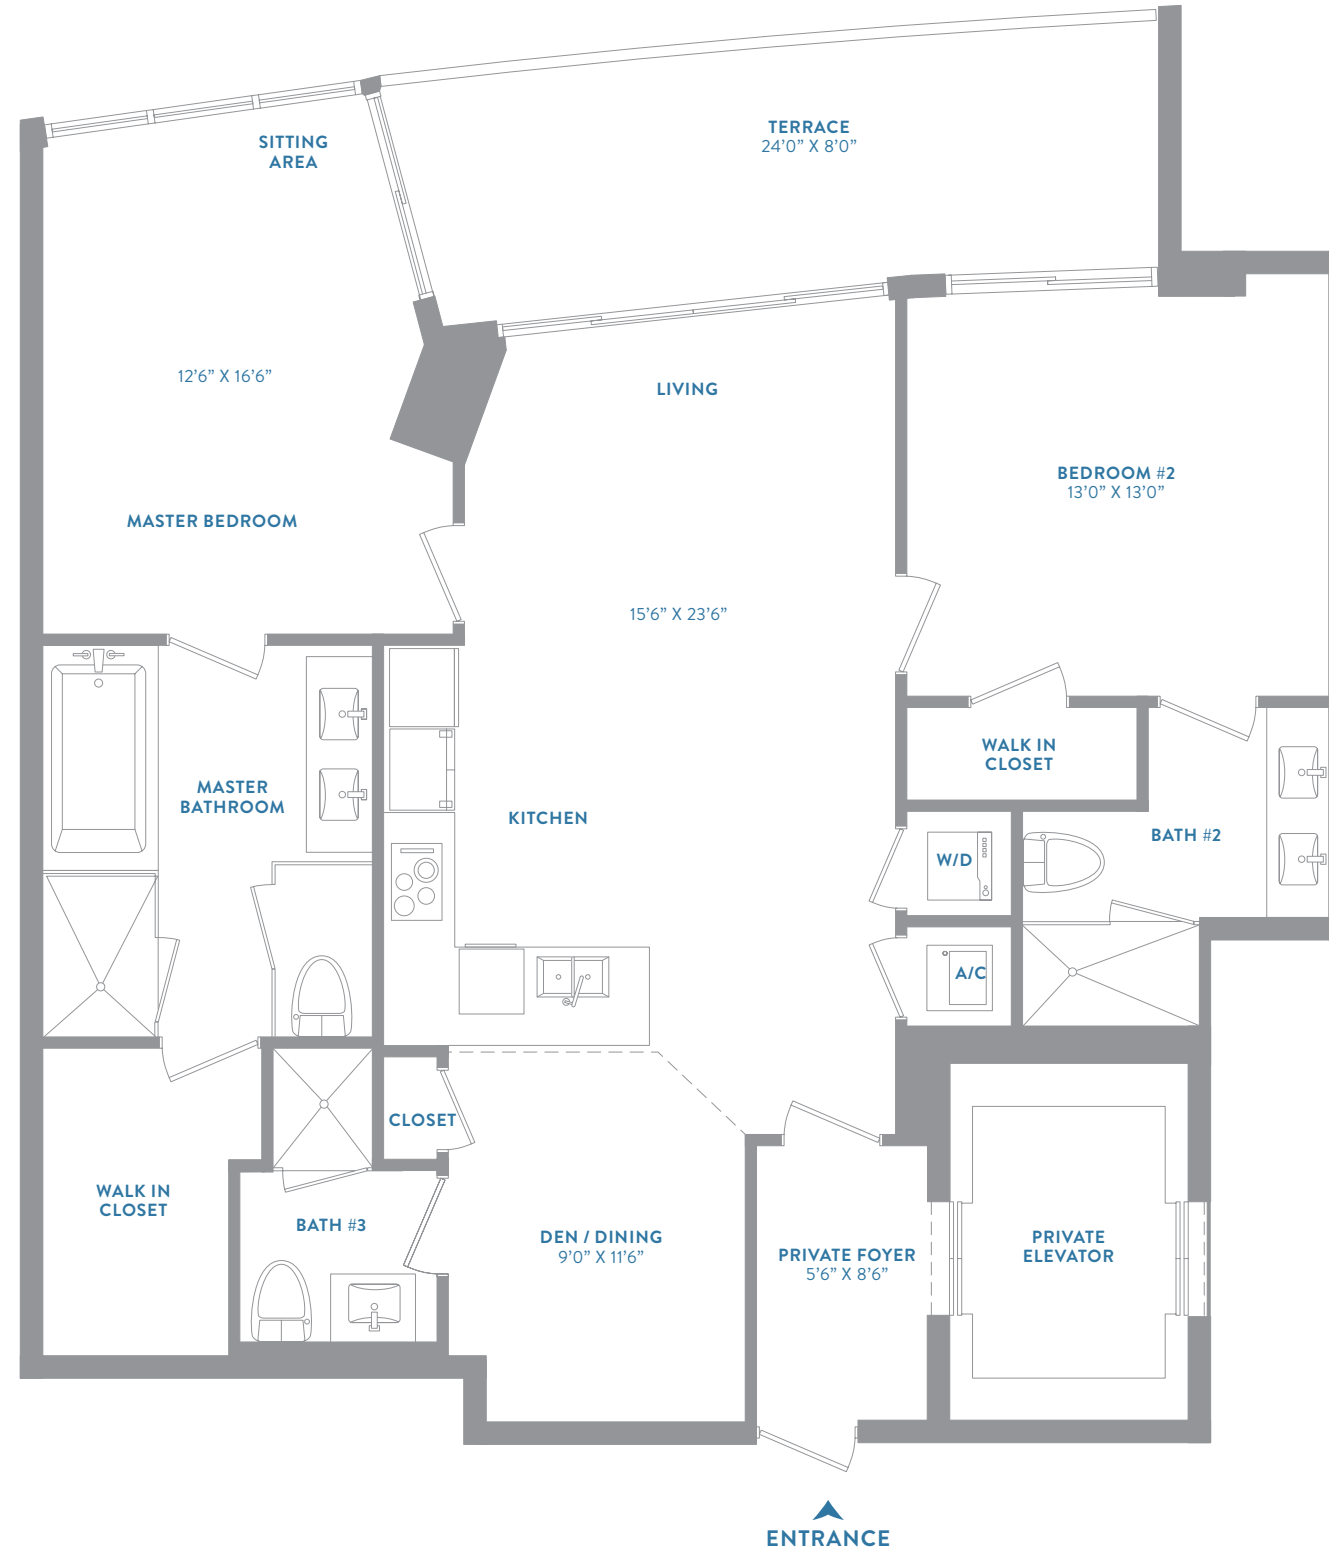 TERRACE
24’0” X 8’0”
SITTING
AREA
12’6” X 16’6”
LIVING
BEDROOM #2
13’0” X 13’0”
MASTER BEDROOM
15’6” X 23’6”
WALK IN
CLOSET
MASTER
BATHROOM
KITCHEN
BATH #2
W/D
A/C
CLOSET
WALK IN
CLOSET
BATH #3
DEN / DINING
9’0” X 11’6”
PRIVATE FOYER
5’6” X 8’6”
PRIVATE
ELEVATOR
ENTRANCE